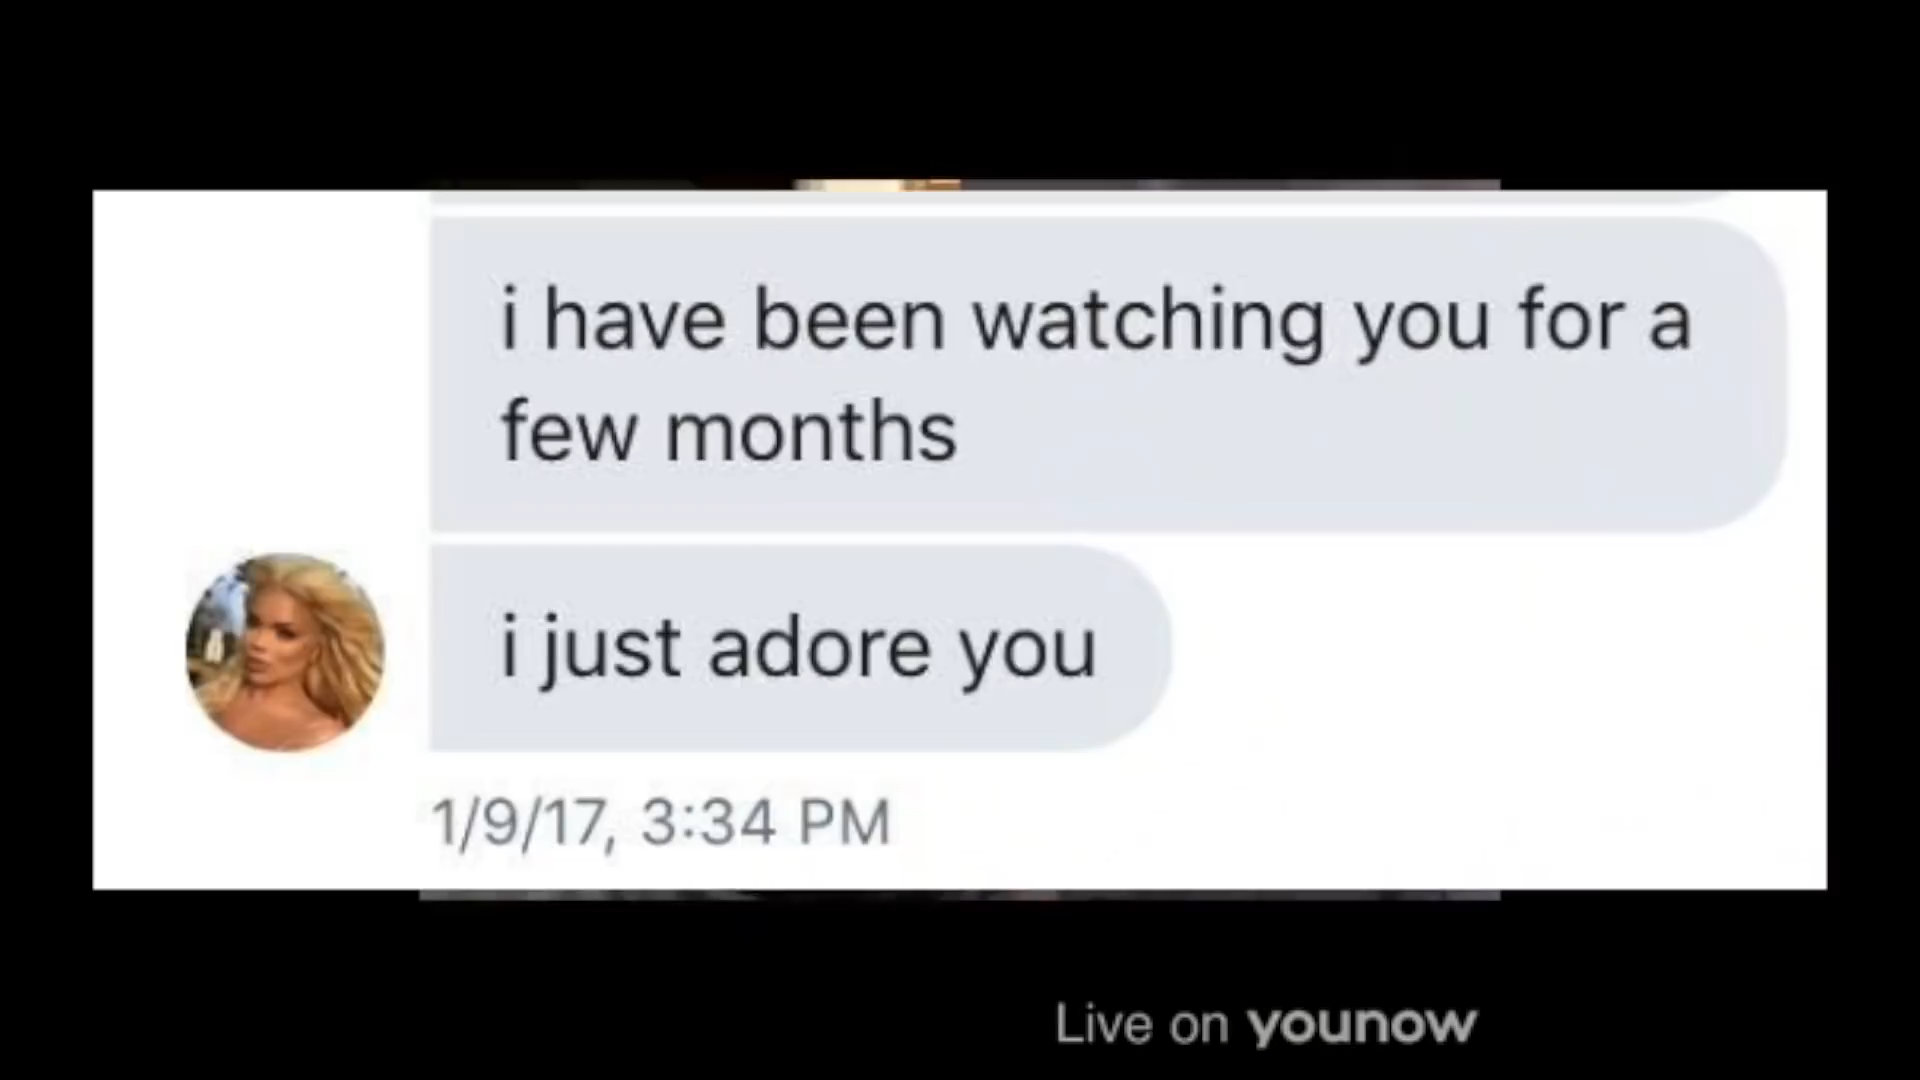 i have been watching you for a
few months
i just adore you
1/9/17, 3:34 PM
Live on younow